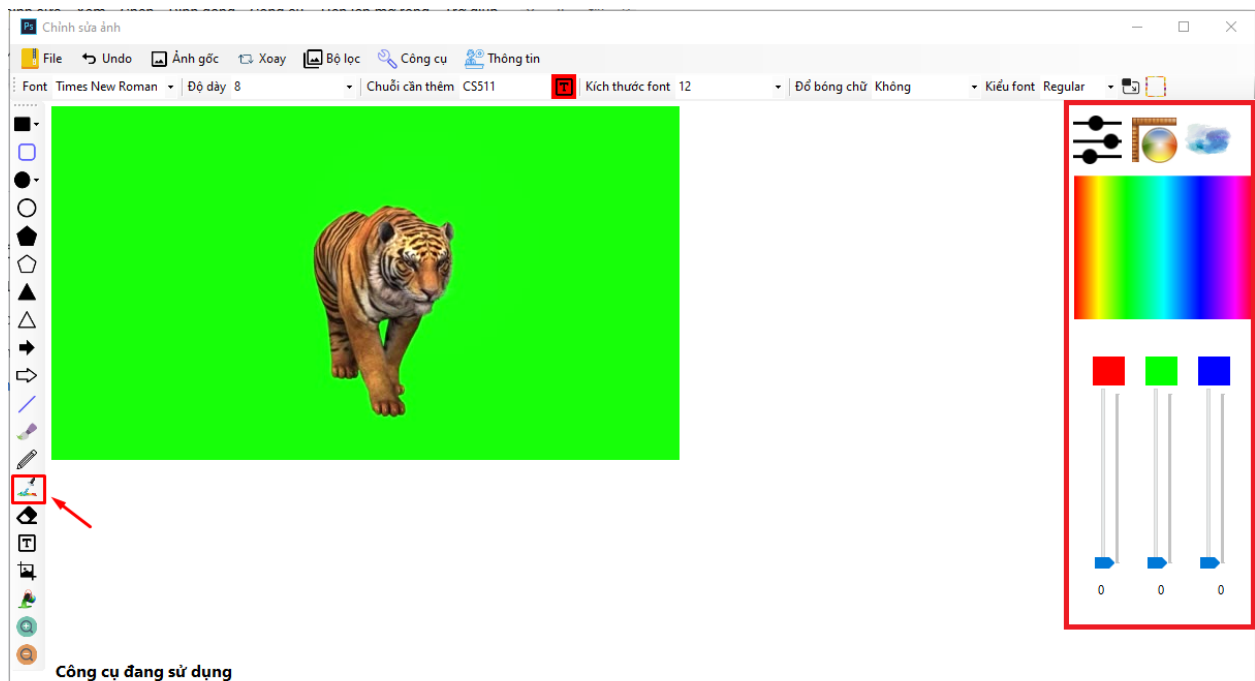 Ps Chỉnh sửa ảnh
File Undo Ảnh gốc Xoay Bộ lọc Công cụ Thông tin
Font Times New Roman Độ dày 8 Chuỗi cần thêm CS511 T Kích thước font 12 Đổ bóng chữ Không Kiểu font Regular
T
0 0 0
Công cụ đang sử dụng